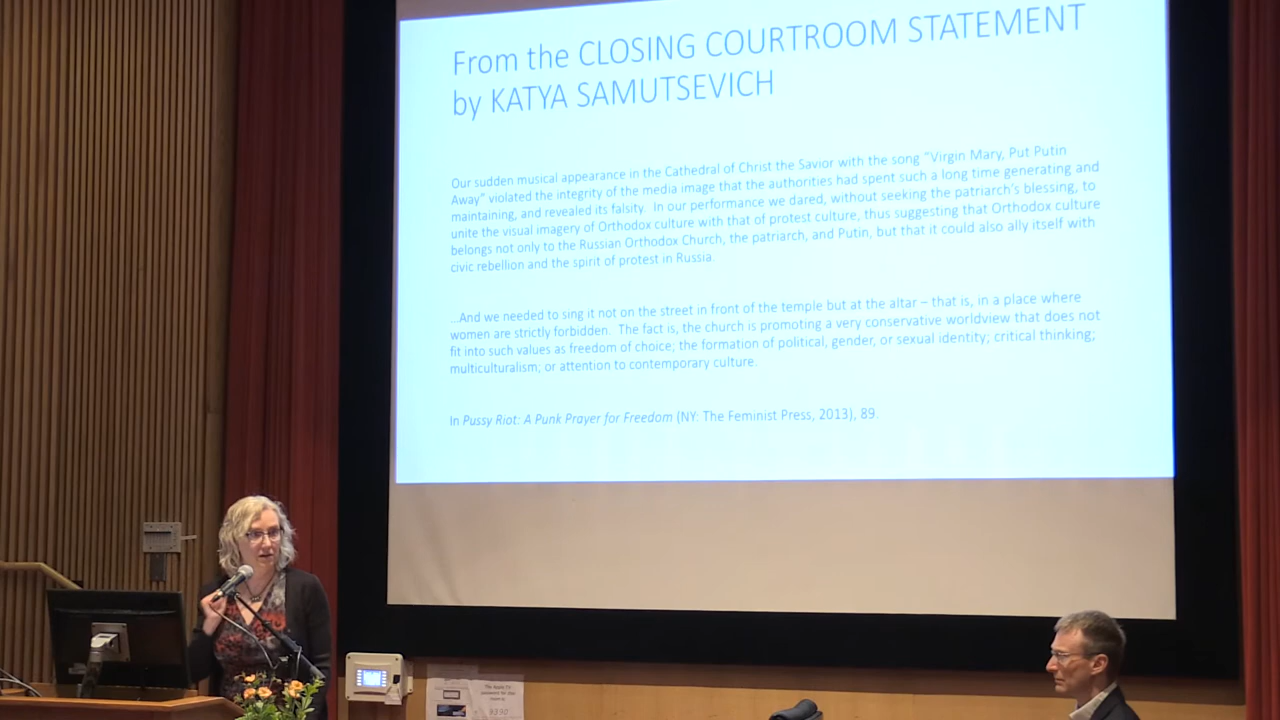 From the CLOSING COURTROOM STATEMENT
by KATYA SAMUTSEVICH
Our sudden musical appearance in the Cathedral of Christ the Savior with the song "Virgin Mary, Put Putin
Away" violated the integrity of the media image that the authorities had spent such a long time generating and
maintaining, and revealed its falsity. In our performance we dared, without seeking the patriarch's blessing, to
unite the visual imagery of Orthodox culture with that of protest culture, thus suggesting that Orthodox culture
belongs not only to the Russian Orthodox Church, the patriarch, and Putin, but that it could also ally itself with
civic rebellion and the spirit of protest in Russia.
...And we needed to sing it not on the street in front of the temple but at the altar – that is, in a place where
women are strictly forbidden. The fact is, the church is promoting a very conservative worldview that does not
fit into such values as freedom of choice; the formation of political, gender, or sexual identity; critical thinking;
multiculturalism; or attention to contemporary culture.
In Pussy Riot: A Punk Prayer for Freedom (NY: The Feminist Press, 2013), 89.
The Apple TV